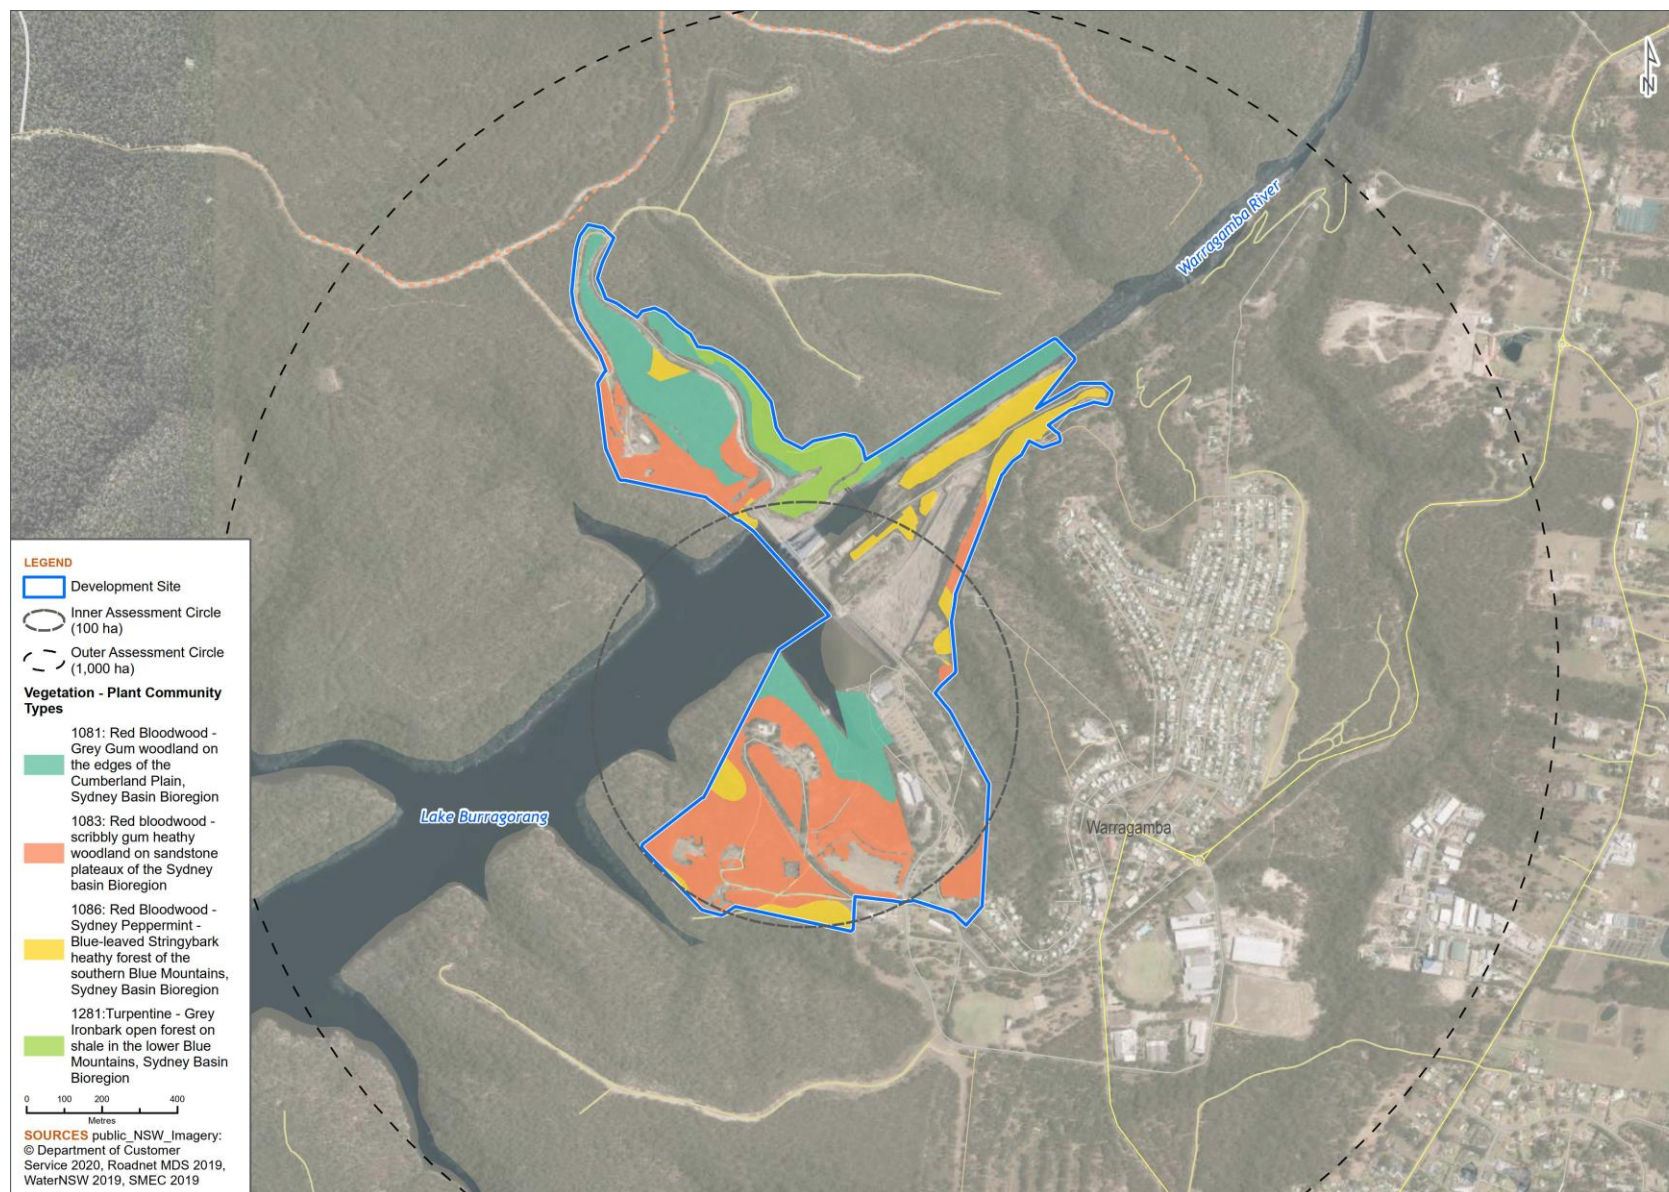 Warragamba River
Lake Burragorang
Warragamba
N
LEGEND
Development Site
Inner Assessment Circle
(100 ha)
Outer Assessment Circle
(1,000 ha)
Vegetation - Plant Community
Types
1081: Red Bloodwood -
Grey Gum woodland on
the edges of the
Cumberland Plain,
Sydney Basin Bioregion
1083: Red bloodwood -
scribbly gum heathy
woodland on sandstone
plateaux of the Sydney
basin Bioregion
1086: Red Bloodwood -
Sydney Peppermint -
Blue-leaved Stringybark
heathy forest of the
southern Blue Mountains,
Sydney Basin Bioregion
1281:Turpentine - Grey
Ironbark open forest on
shale in the lower Blue
Mountains, Sydney Basin
Bioregion
0 100 200 400
Metres
SOURCES public_NSW_Imagery:
© Department of Customer
Service 2020, Roadnet MDS 2019,
WaterNSW 2019, SMEC 2019